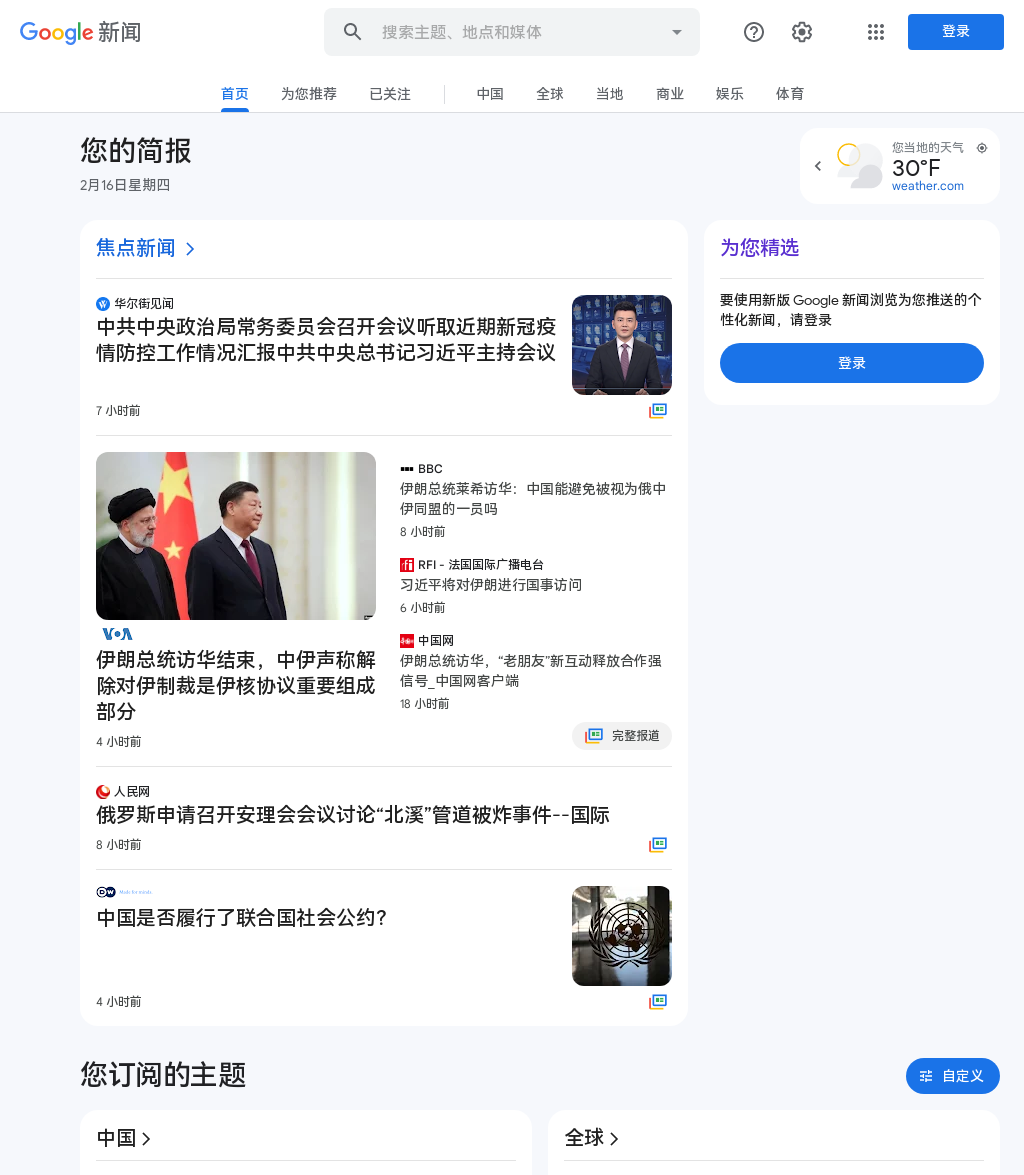 Google 新闻
搜索主题、地点和媒体
登录
首页
为您推荐
已关注
中国
全球
当地
商业
娱乐
体育
您的简报
2月16日星期四
您当地的天气
30°F
weather.com
焦点新闻
华尔街见闻
中共中央政治局常务委员会召开会议听取近期新冠疫
情防控工作情况汇报中共中央总书记习近平主持会议
7 小时前
VOA
伊朗总统访华结束，中伊声称解
除对伊制裁是伊核协议重要组成
部分
4 小时前
BBC
伊朗总统莱希访华：中国能避免被视为俄中
伊同盟的一员吗
8 小时前
RFI - 法国国际广播电台
习近平将对伊朗进行国事访问
6 小时前
中国网
伊朗总统访华，“老朋友”新互动释放合作强
信号_中国网客户端
18 小时前
完整报道
人民网
俄罗斯申请召开安理会会议讨论“北溪”管道被炸事件--国际
8 小时前
DW Made for minds
中国是否履行了联合国社会公约？
4 小时前
为您精选
要使用新版 Google 新闻浏览为您推送的个
性化新闻，请登录
登录
您订阅的主题
自定义
中国
全球